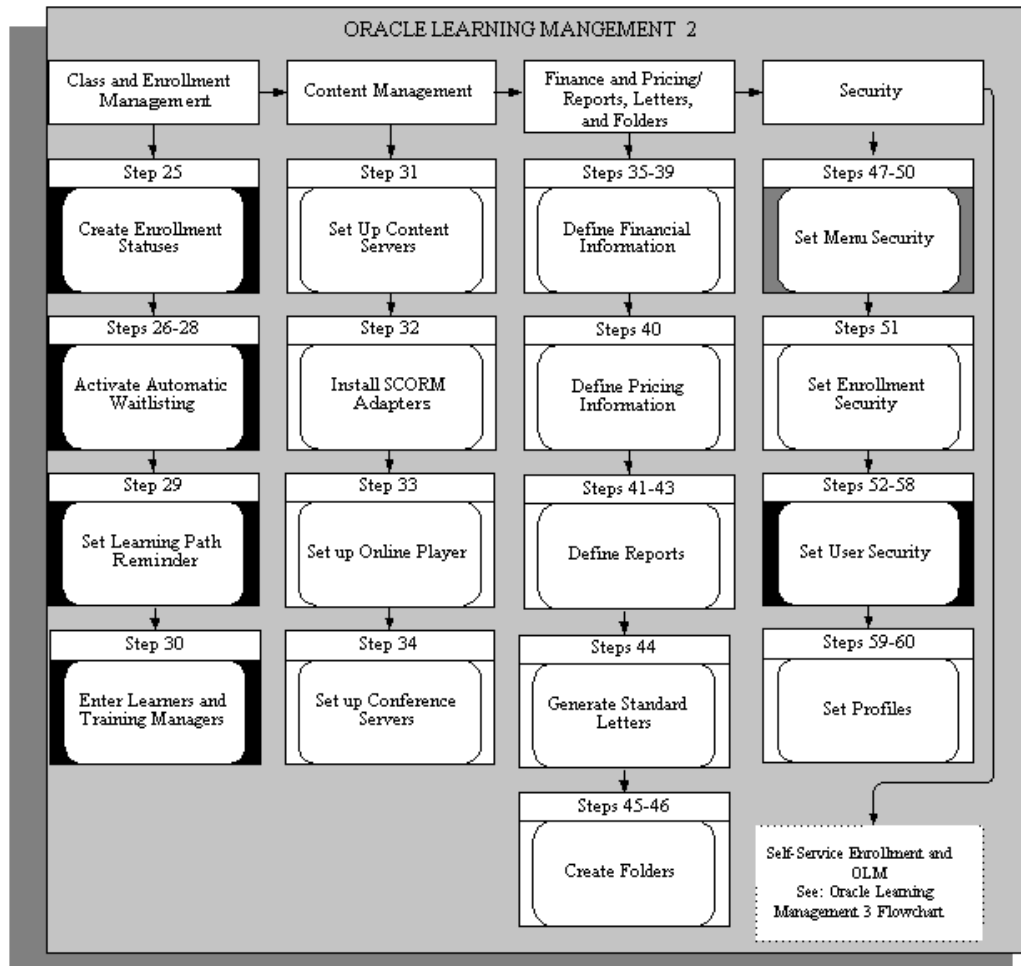 ORACLE LEARNING MANGEMENT 2
Class and Enrollment
Management
Content Management
Finance and Pricing/
Reports, Letters,
and Folders
Security
Step 25
Create Enrollment
Statuses
Steps 26-28
Activate Automatic
Waitlisting
Step 29
Set Learning Path
Reminder
Step 30
Enter Learners and
Training Managers
Step 31
Set Up Content
Servers
Step 32
Install SCORM
Adapters
Step 33
Set up Online Player
Step 34
Set up Conference
Servers
Steps 35-39
Define Financial
Information
Steps 40
Define Pricing
Information
Steps 41-43
Define Reports
Steps 44
Generate Standard
Letters
Steps 45-46
Create Folders
Steps 47-50
Set Menu Security
Steps 51
Set Enrollment
Security
Steps 52-58
Set User Security
Steps 59-60
Set Profiles
Self-Service Enrollment and
OLM
See: Oracle Learning
Management 3 Flowchart